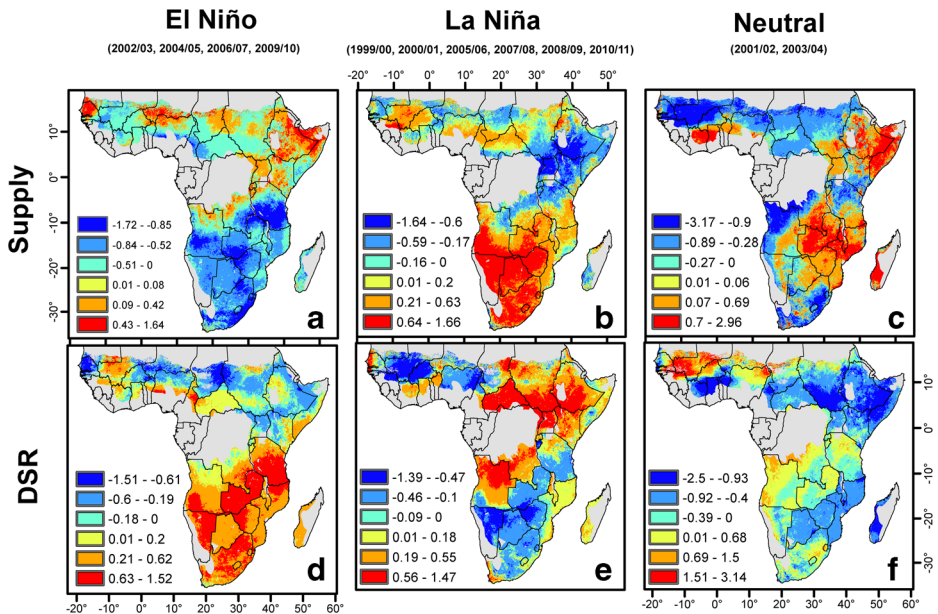 El Niño
La Niña
Neutral
(2002/03, 2004/05, 2006/07, 2009/10)
(1999/00, 2000/01, 2005/06, 2007/08, 2008/09, 2010/11)
(2001/02, 2003/04)
-20° -10° 0° 10° 20° 30° 40° 50°
Supply
10°
0°
-10°
-20°
-30°
-1.72 - -0.85
-0.84 - -0.52
-0.51 - 0
0.01 - 0.08
0.09 - 0.42
0.43 - 1.64
a
-1.64 - -0.6
-0.59 - -0.17
-0.16 - 0
0.01 - 0.2
0.21 - 0.63
0.64 - 1.66
b
-3.17 - -0.9
-0.89 - -0.28
-0.27 - 0
0.01 - 0.06
0.07 - 0.69
0.7 - 2.96
c
DSR
-1.51 - -0.61
-0.6 - -0.19
-0.18 - 0
0.01 - 0.2
0.21 - 0.62
0.63 - 1.52
d
-1.39 - -0.47
-0.46 - -0.1
-0.09 - 0
0.01 - 0.18
0.19 - 0.55
0.56 - 1.47
e
-2.5 - -0.93
-0.92 - -0.4
-0.39 - 0
0.01 - 0.68
0.69 - 1.5
1.51 - 3.14
f
10°
0°
-10°
-20°
-30°
-20° -10° 0° 10° 20° 30° 40° 50° 60°
-20° -10° 0° 10° 20° 30° 40° 50° 60°